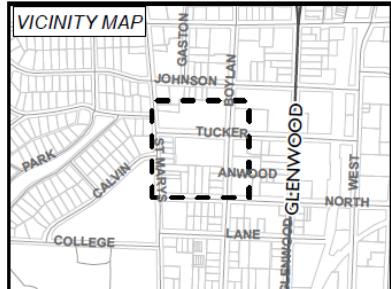 VICINITY MAP
GASTON
JOHNSON
BOYLAN
TUCKER
GLENWOOD
PARK
CALVIN
ST. MARYS
ANWOOD
WEST
NORTH
COLLEGE
LANE
GLENWOOD